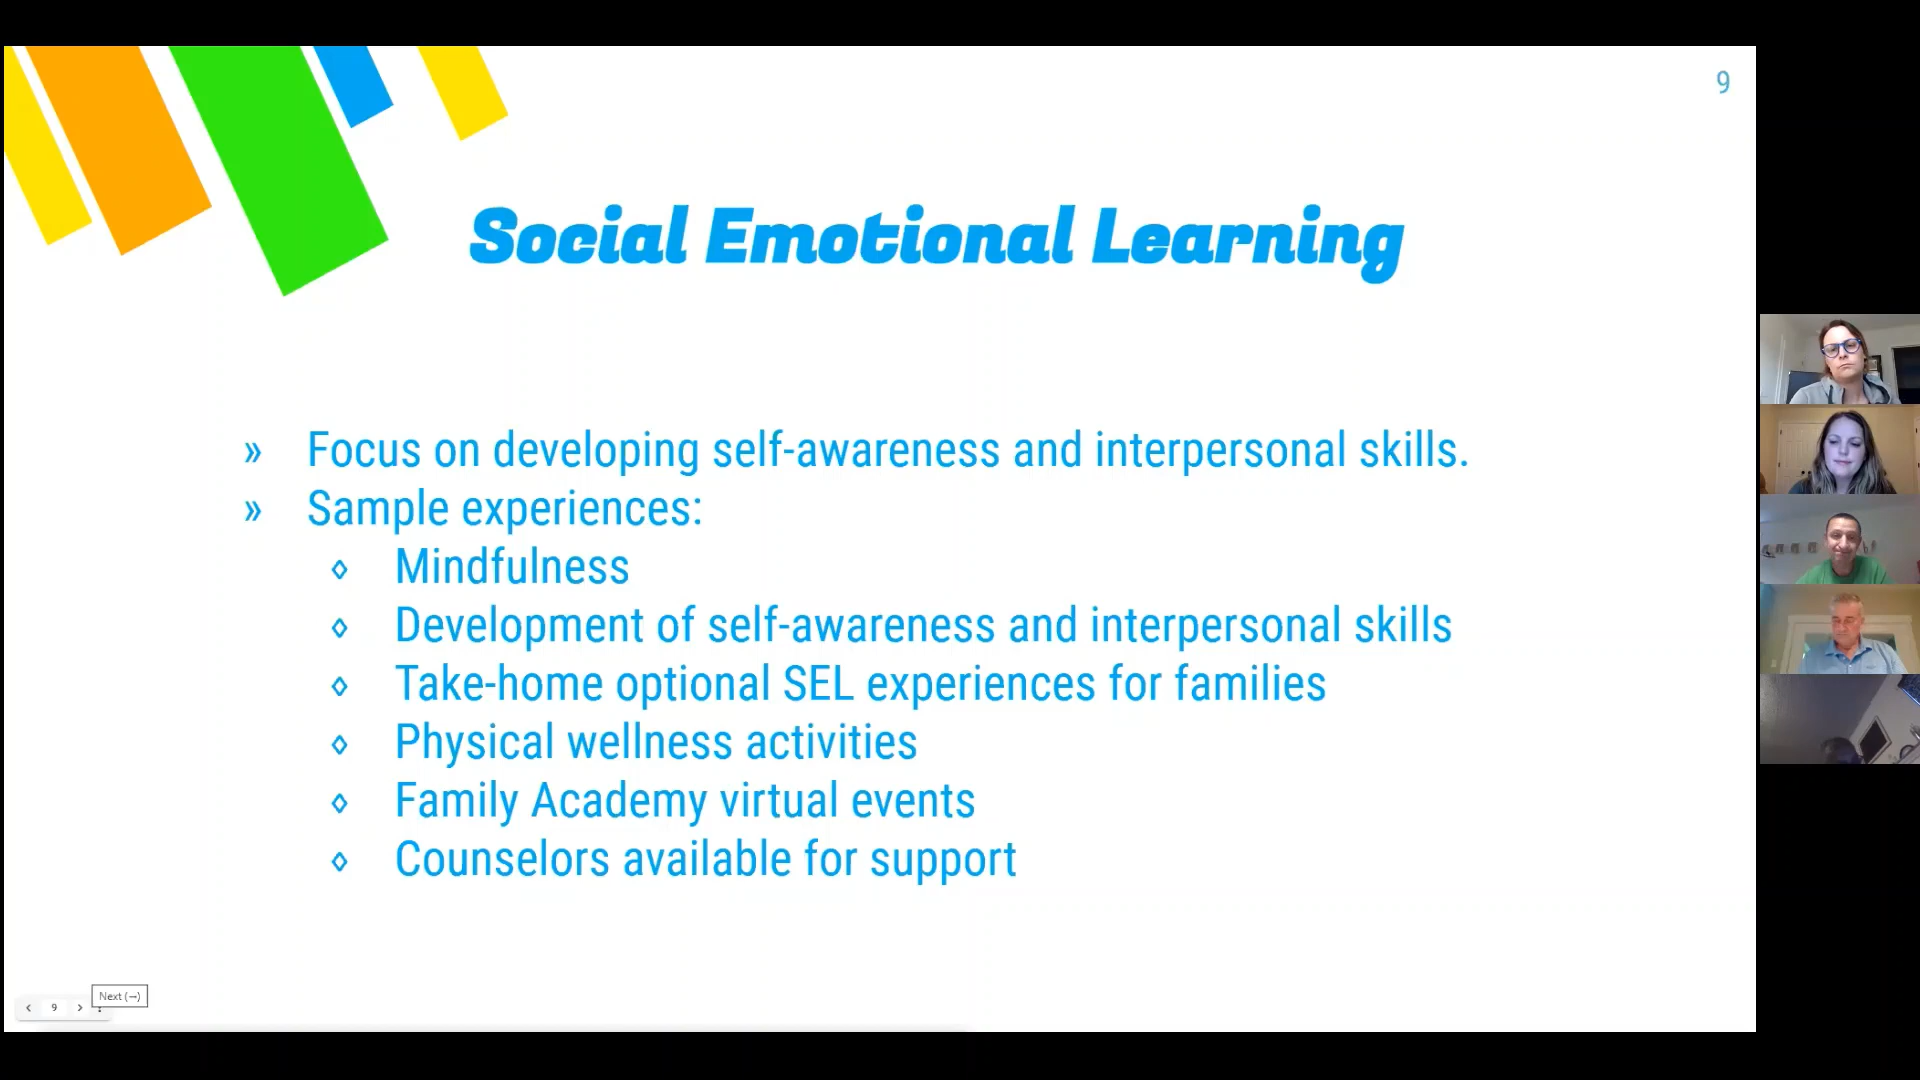 9
Social Emotional Learning
» Focus on developing self-awareness and interpersonal skills.
» Sample experiences:
◊ Mindfulness
◊ Development of self-awareness and interpersonal skills
◊ Take-home optional SEL experiences for families
◊ Physical wellness activities
◊ Family Academy virtual events
◊ Counselors available for support
Next (→)
9